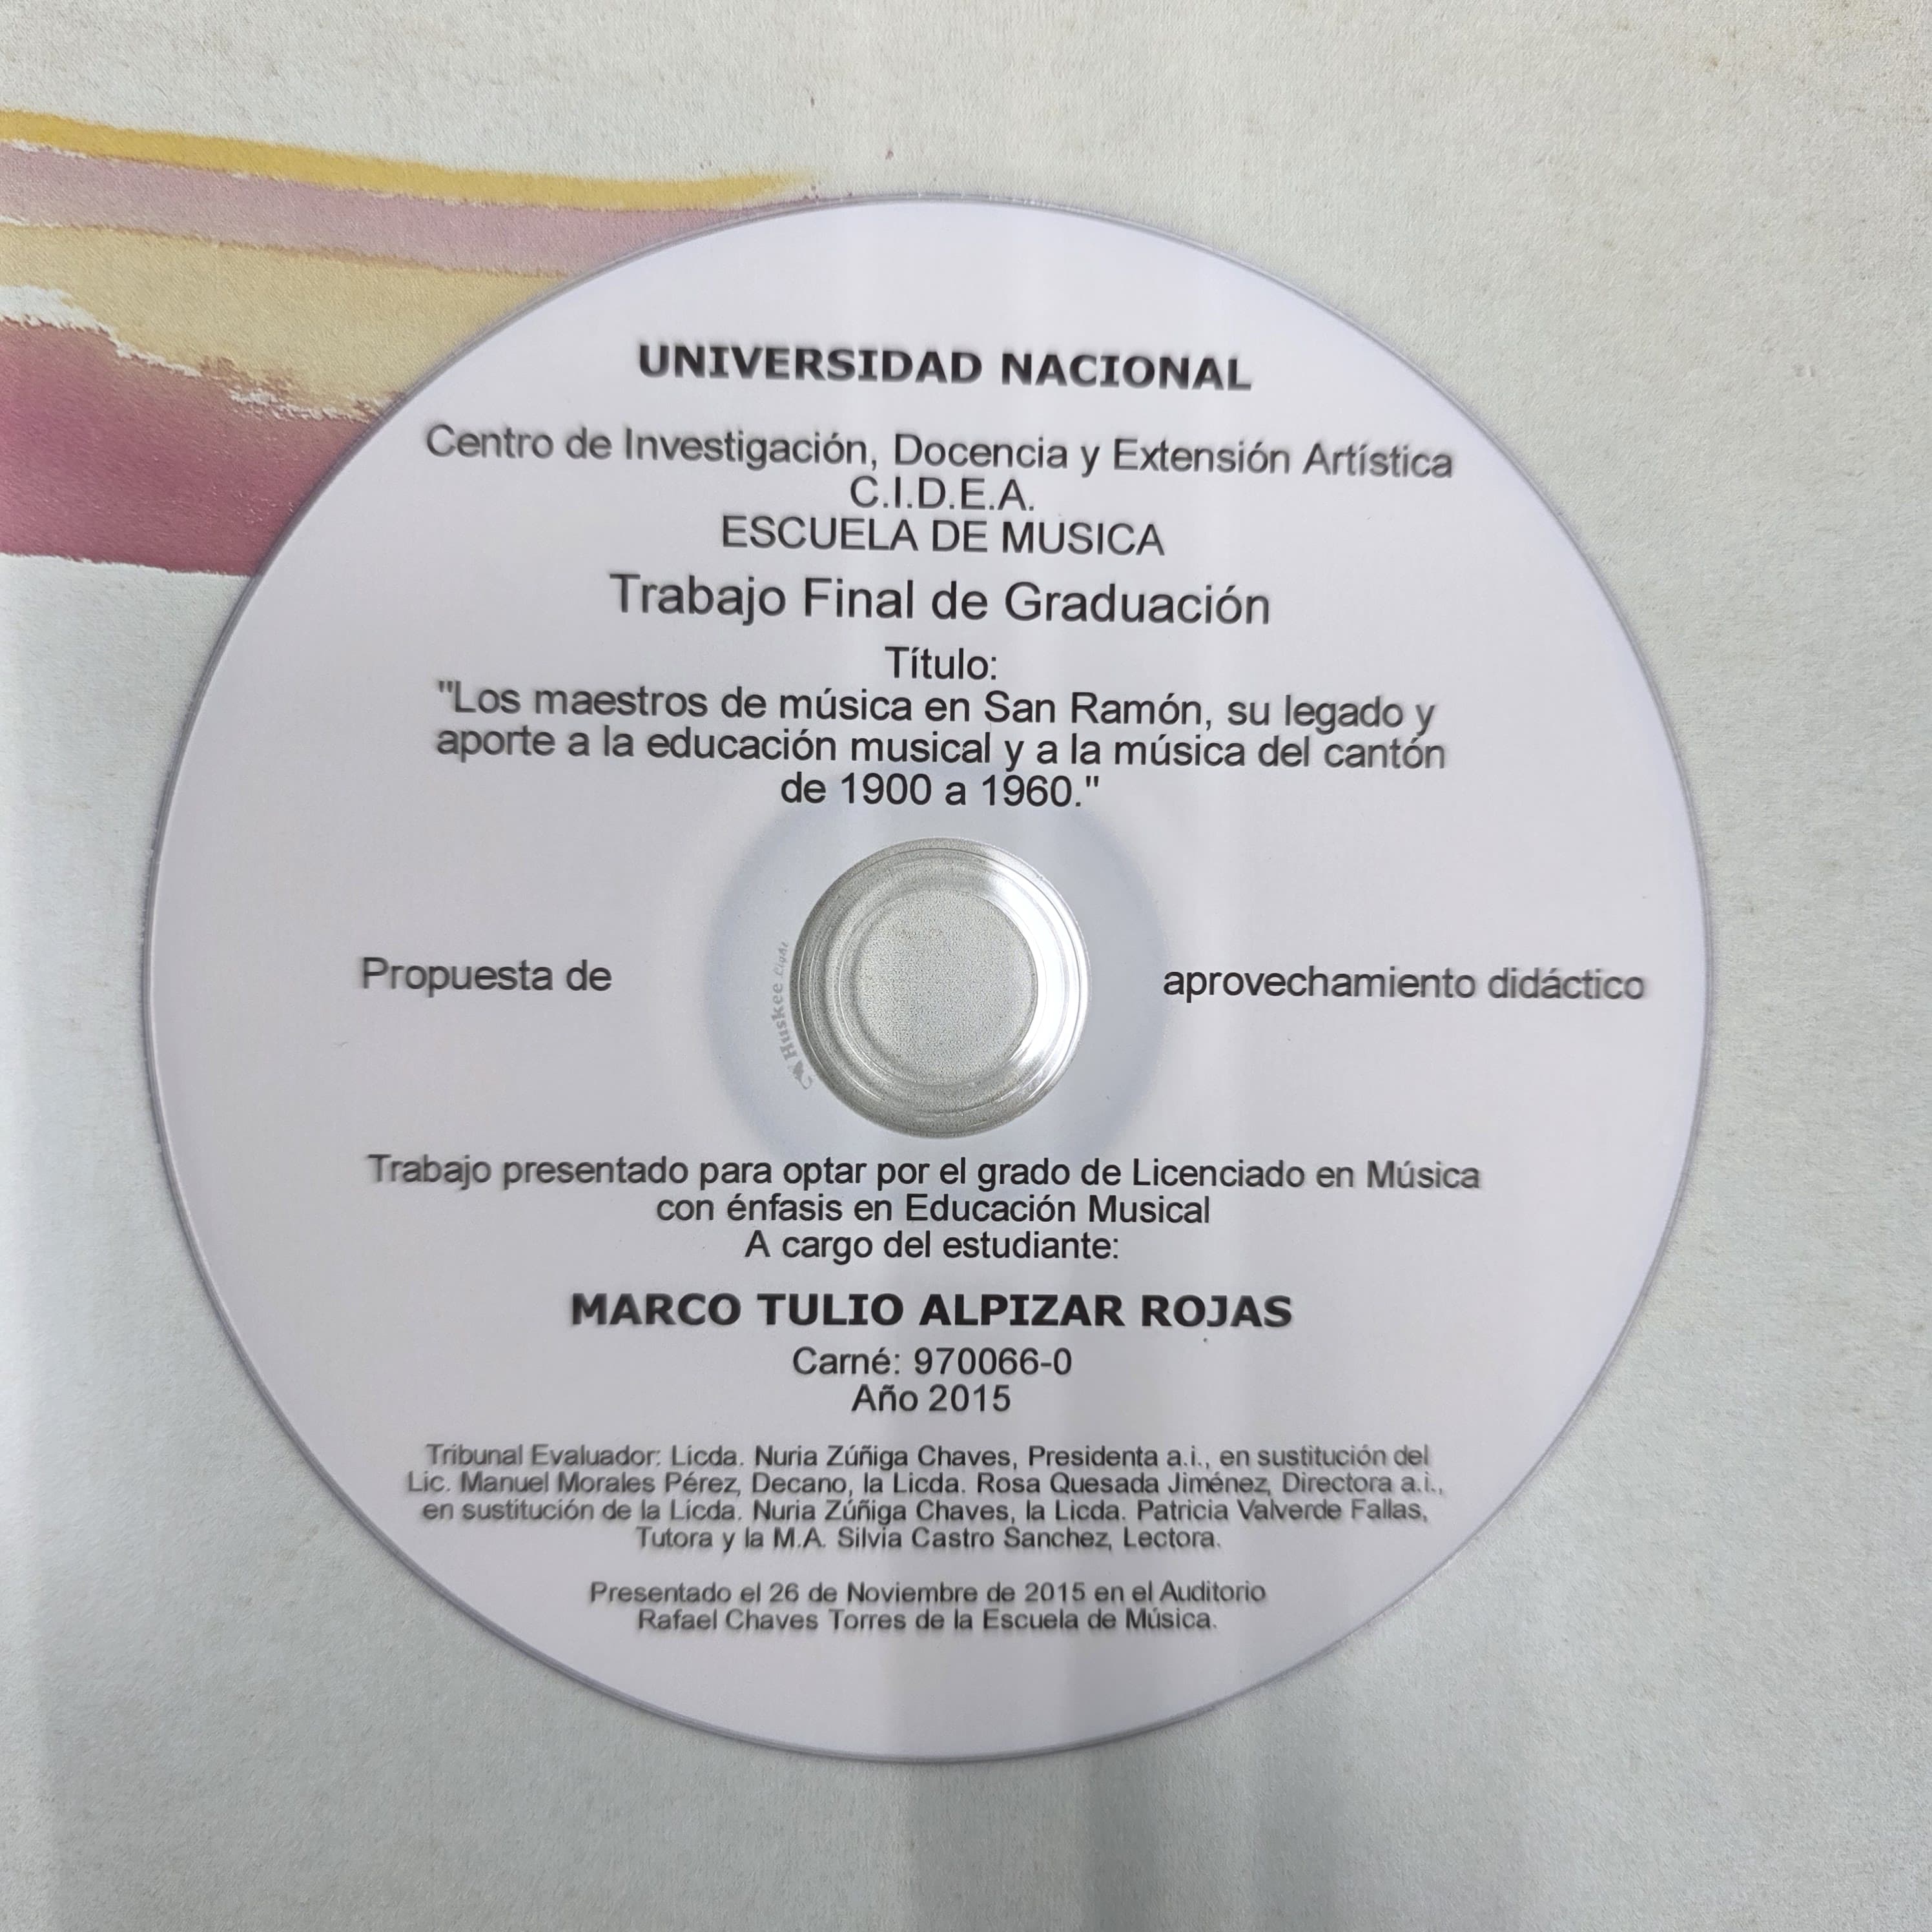 UNIVERSIDAD NACIONAL
Centro de Investigación, Docencia y Extensión Artística
C.I.D.E.A.
ESCUELA DE MUSICA
Trabajo Final de Graduación
Título:
"Los maestros de música en San Ramón, su legado y
aporte a la educación musical y a la música del cantón
de 1900 a 1960."
Propuesta de aprovechamiento didáctico
Huskee Light
Trabajo presentado para optar por el grado de Licenciado en Música
con énfasis en Educación Musical
A cargo del estudiante:
MARCO TULIO ALPIZAR ROJAS
Carné: 970066-0
Año 2015
Tribunal Evaluador: Licda. Nuria Zúñiga Chaves, Presidenta a.i., en sustitución del
Lic. Manuel Morales Pérez, Decano, la Licda. Rosa Quesada Jiménez, Directora a.i.,
en sustitución de la Licda. Nuria Zúñiga Chaves, la Licda. Patricia Valverde Fallas,
Tutora y la M.A. Silvia Castro Sanchez, Lectora.
Presentado el 26 de Noviembre de 2015 en el Auditorio
Rafael Chaves Torres de la Escuela de Música.